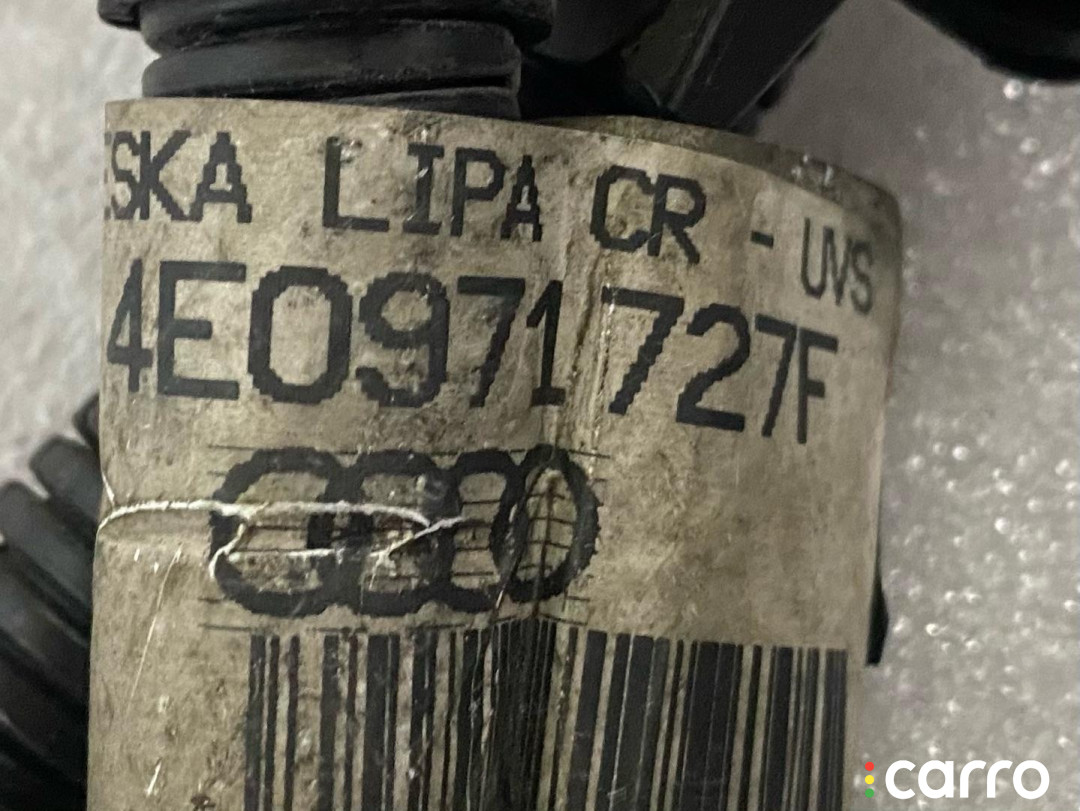 ESKA LIPA CR - UVS
4E0971727F
carro